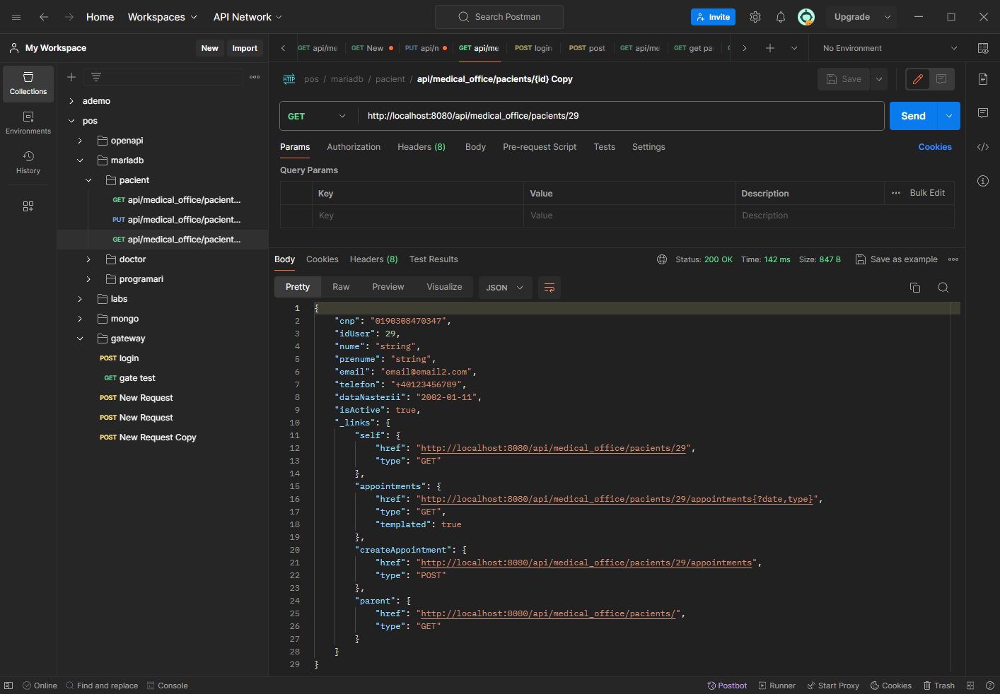 Home
Workspaces
API Network
Search Postman
Invite
Upgrade
My Workspace
New
Import
GET api/me
GET New
PUT api/n
GET api/me
POST login
POST post
GET api/me
GET get pa
No Environment
Collections
Environments
History
ademo
pos
openapi
mariadb
pacient
GET api/medical_office/pacient...
PUT api/medical_office/pacient...
GET api/medical_office/pacient...
doctor
programari
labs
mongo
gateway
POST login
GET gate test
POST New Request
POST New Request
POST New Request Copy
HTTP pos / mariadb / pacient / api/medical_office/pacients/{id} Copy
Save
GET http://localhost:8080/api/medical_office/pacients/29
Send
Params Authorization Headers (8) Body Pre-request Script Tests Settings
Cookies
Query Params
Key Value Description Bulk Edit
Key Value Description
Body Cookies Headers (8) Test Results
Status: 200 OK Time: 142 ms Size: 847 B Save as example
Pretty Raw Preview Visualize JSON
1 {
2 "cnp": "0190308470347",
3 "idUser": 29,
4 "nume": "string",
5 "prenume": "string",
6 "email": "email@email2.com",
7 "telefon": "+40123456789",
8 "dataNasterii": "2002-01-11",
9 "isActive": true,
10 "_links": {
11 "self": {
12 "href": "http://localhost:8080/api/medical_office/pacients/29",
13 "type": "GET"
14 },
15 "appointments": {
16 "href": "http://localhost:8080/api/medical_office/pacients/29/appointments{?date,type}",
17 "type": "GET",
18 "templated": true
19 },
20 "createAppointment": {
21 "href": "http://localhost:8080/api/medical_office/pacients/29/appointments",
22 "type": "POST"
23 },
24 "parent": {
25 "href": "http://localhost:8080/api/medical_office/pacients/",
26 "type": "GET"
27 }
28 }
29 }
Online
Find and replace
Console
Postbot
Runner
Start Proxy
Cookies
Trash